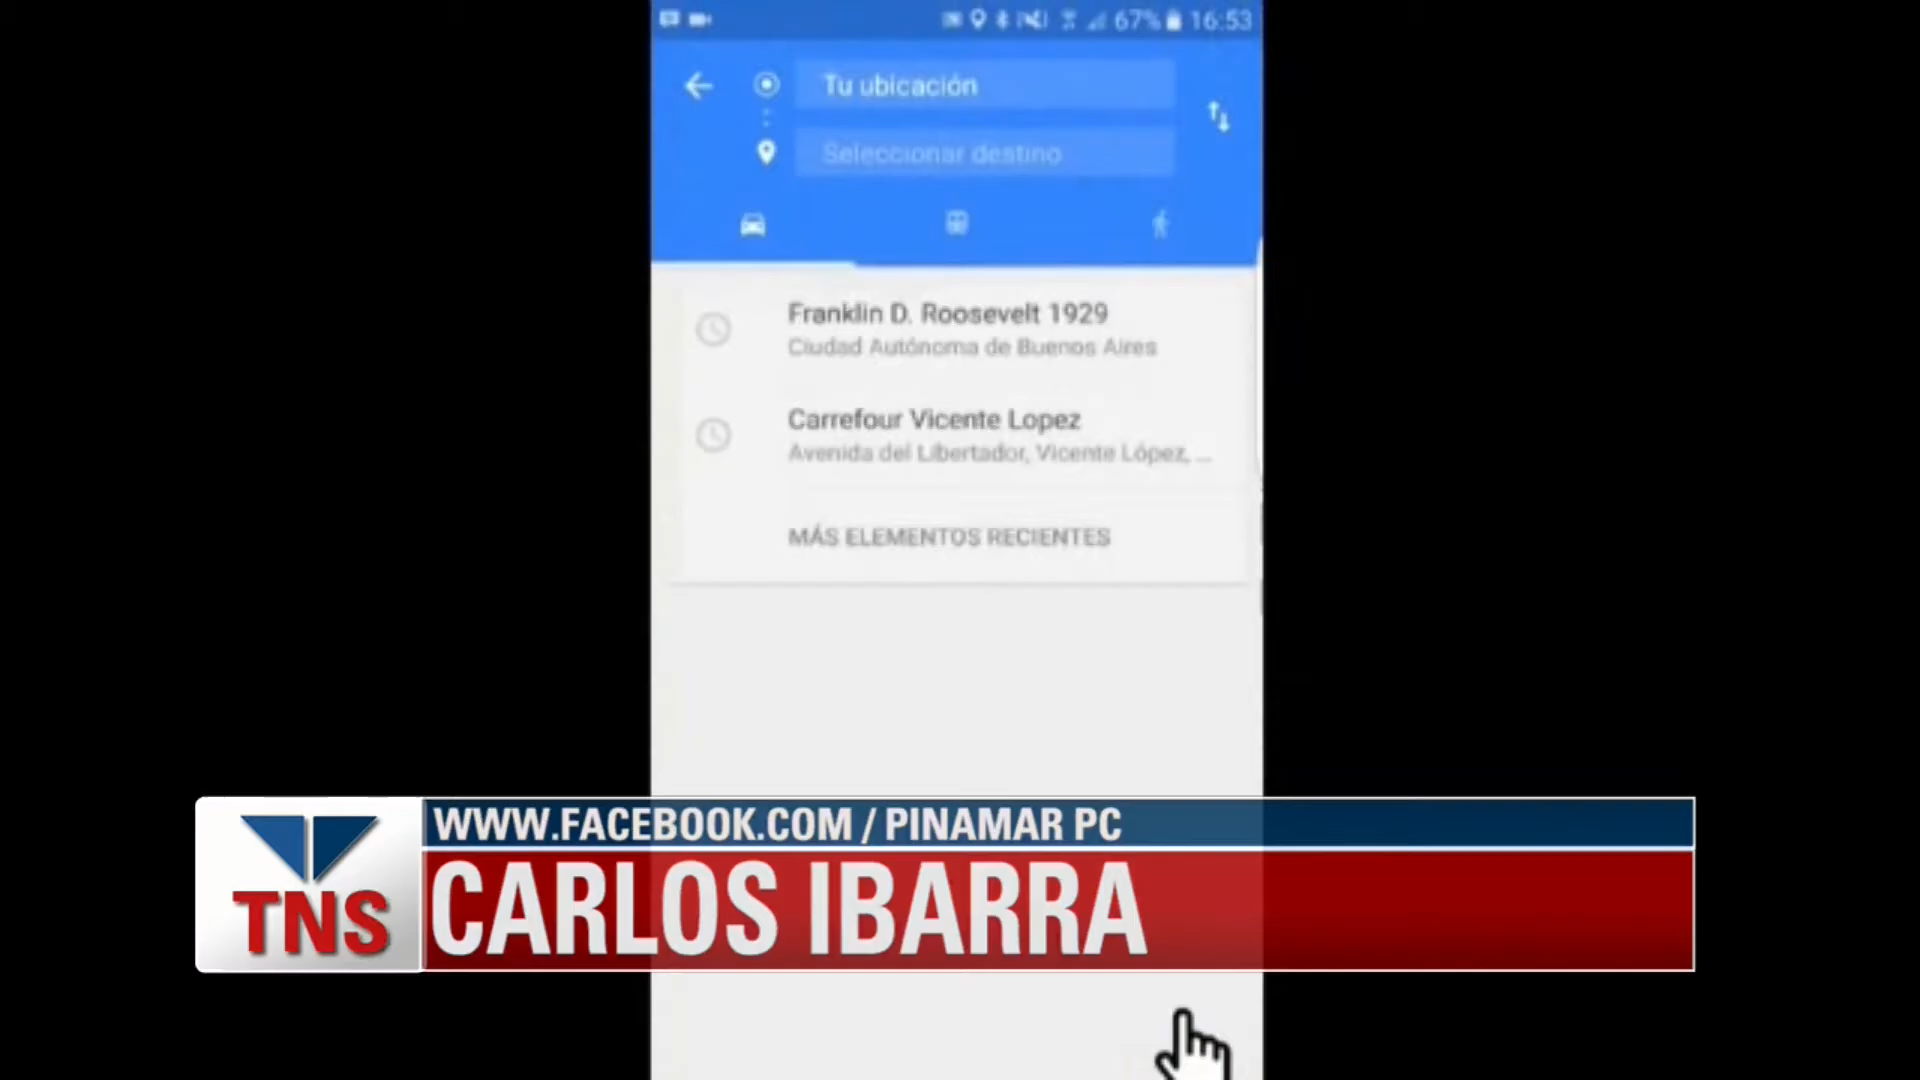 67% 16:53
Tu ubicación
Seleccionar destino
Franklin D. Roosevelt 1929
Ciudad Autónoma de Buenos Aires
Carrefour Vicente Lopez
Avenida del Libertador, Vicente López, ...
MÁS ELEMENTOS RECIENTES
WWW.FACEBOOK.COM / PINAMAR PC
TNS
CARLOS IBARRA